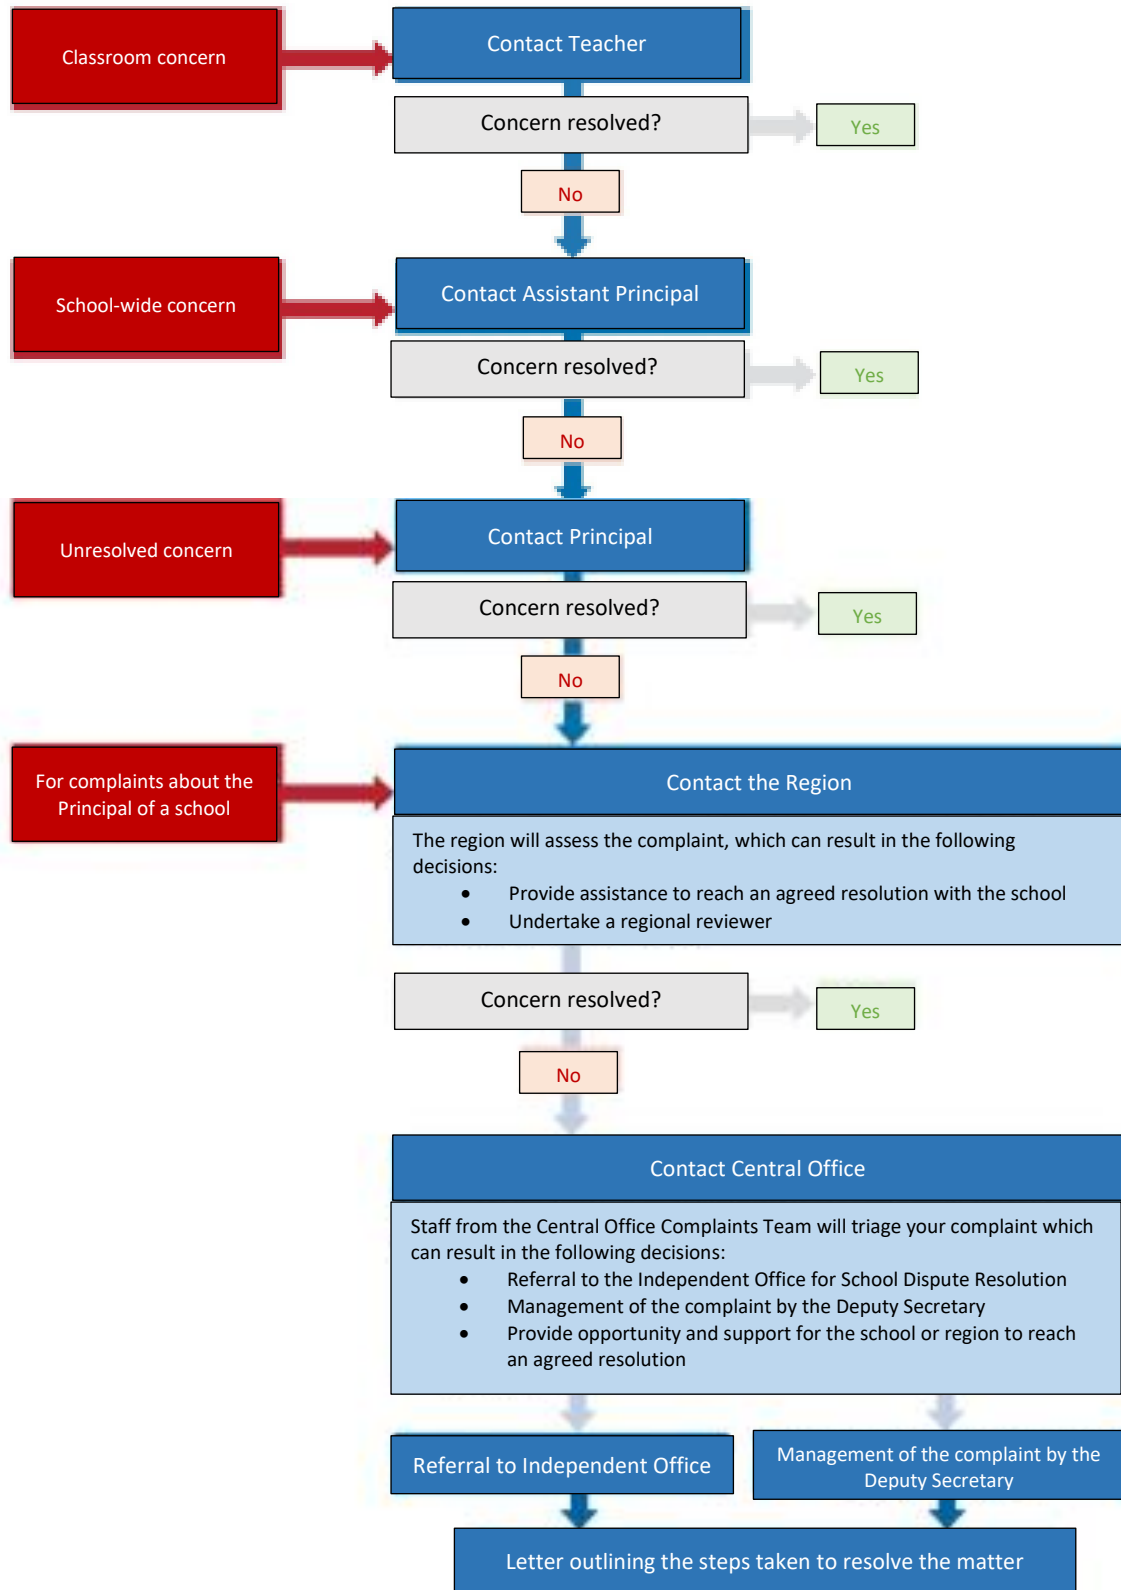 Classroom concern
Contact Teacher
Concern resolved?
Yes
No
School-wide concern
Contact Assistant Principal
Concern resolved?
Yes
No
Unresolved concern
Contact Principal
Concern resolved?
Yes
No
For complaints about the
Principal of a school
Contact the Region
The region will assess the complaint, which can result in the following
decisions:
• Provide assistance to reach an agreed resolution with the school
• Undertake a regional reviewer
Concern resolved?
Yes
No
Contact Central Office
Staff from the Central Office Complaints Team will triage your complaint which
can result in the following decisions:
• Referral to the Independent Office for School Dispute Resolution
• Management of the complaint by the Deputy Secretary
• Provide opportunity and support for the school or region to reach
an agreed resolution
Referral to Independent Office
Management of the complaint by the
Deputy Secretary
Letter outlining the steps taken to resolve the matter